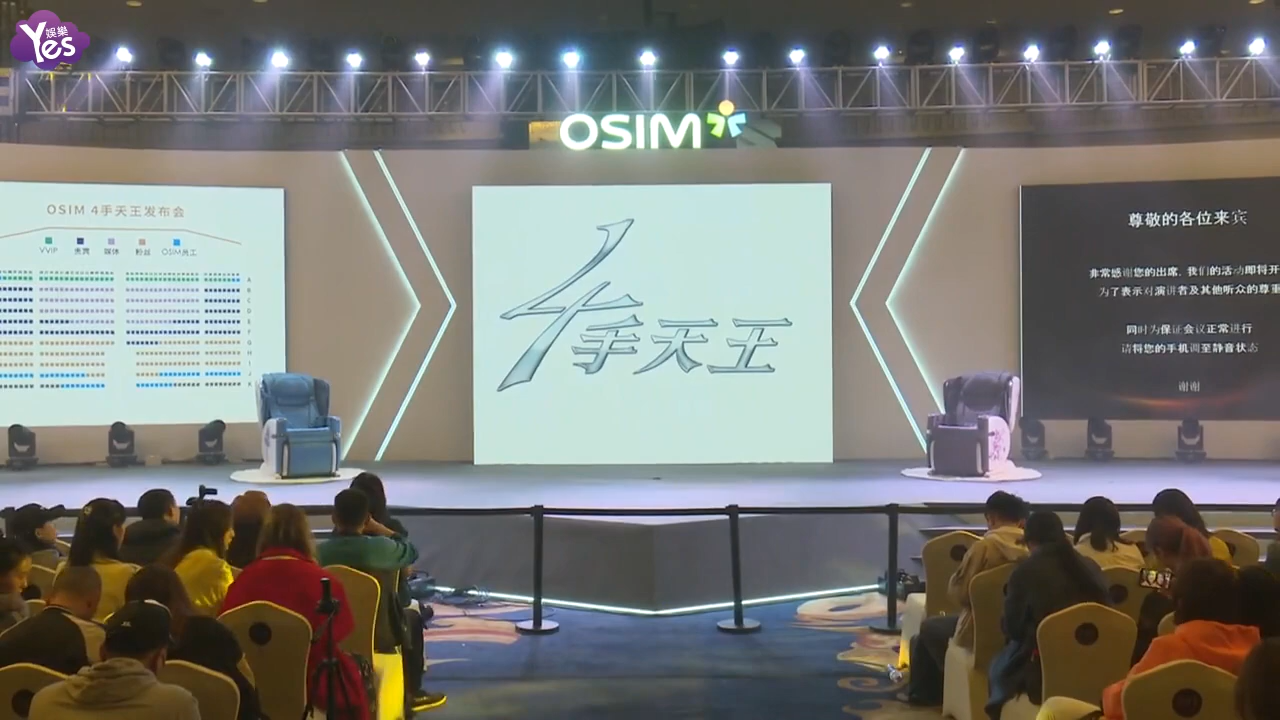 Yes娛樂
OSIM
OSIM 4手天王发布会
VVIP 贵宾 媒体 粉丝 OSIM员工
4手天王
尊敬的各位来宾
非常感谢您的出席，我们的活动即将开
为了表示对演讲者及其他听众的尊重
同时为保证会议正常进行
请将您的手机调至静音状态
谢谢